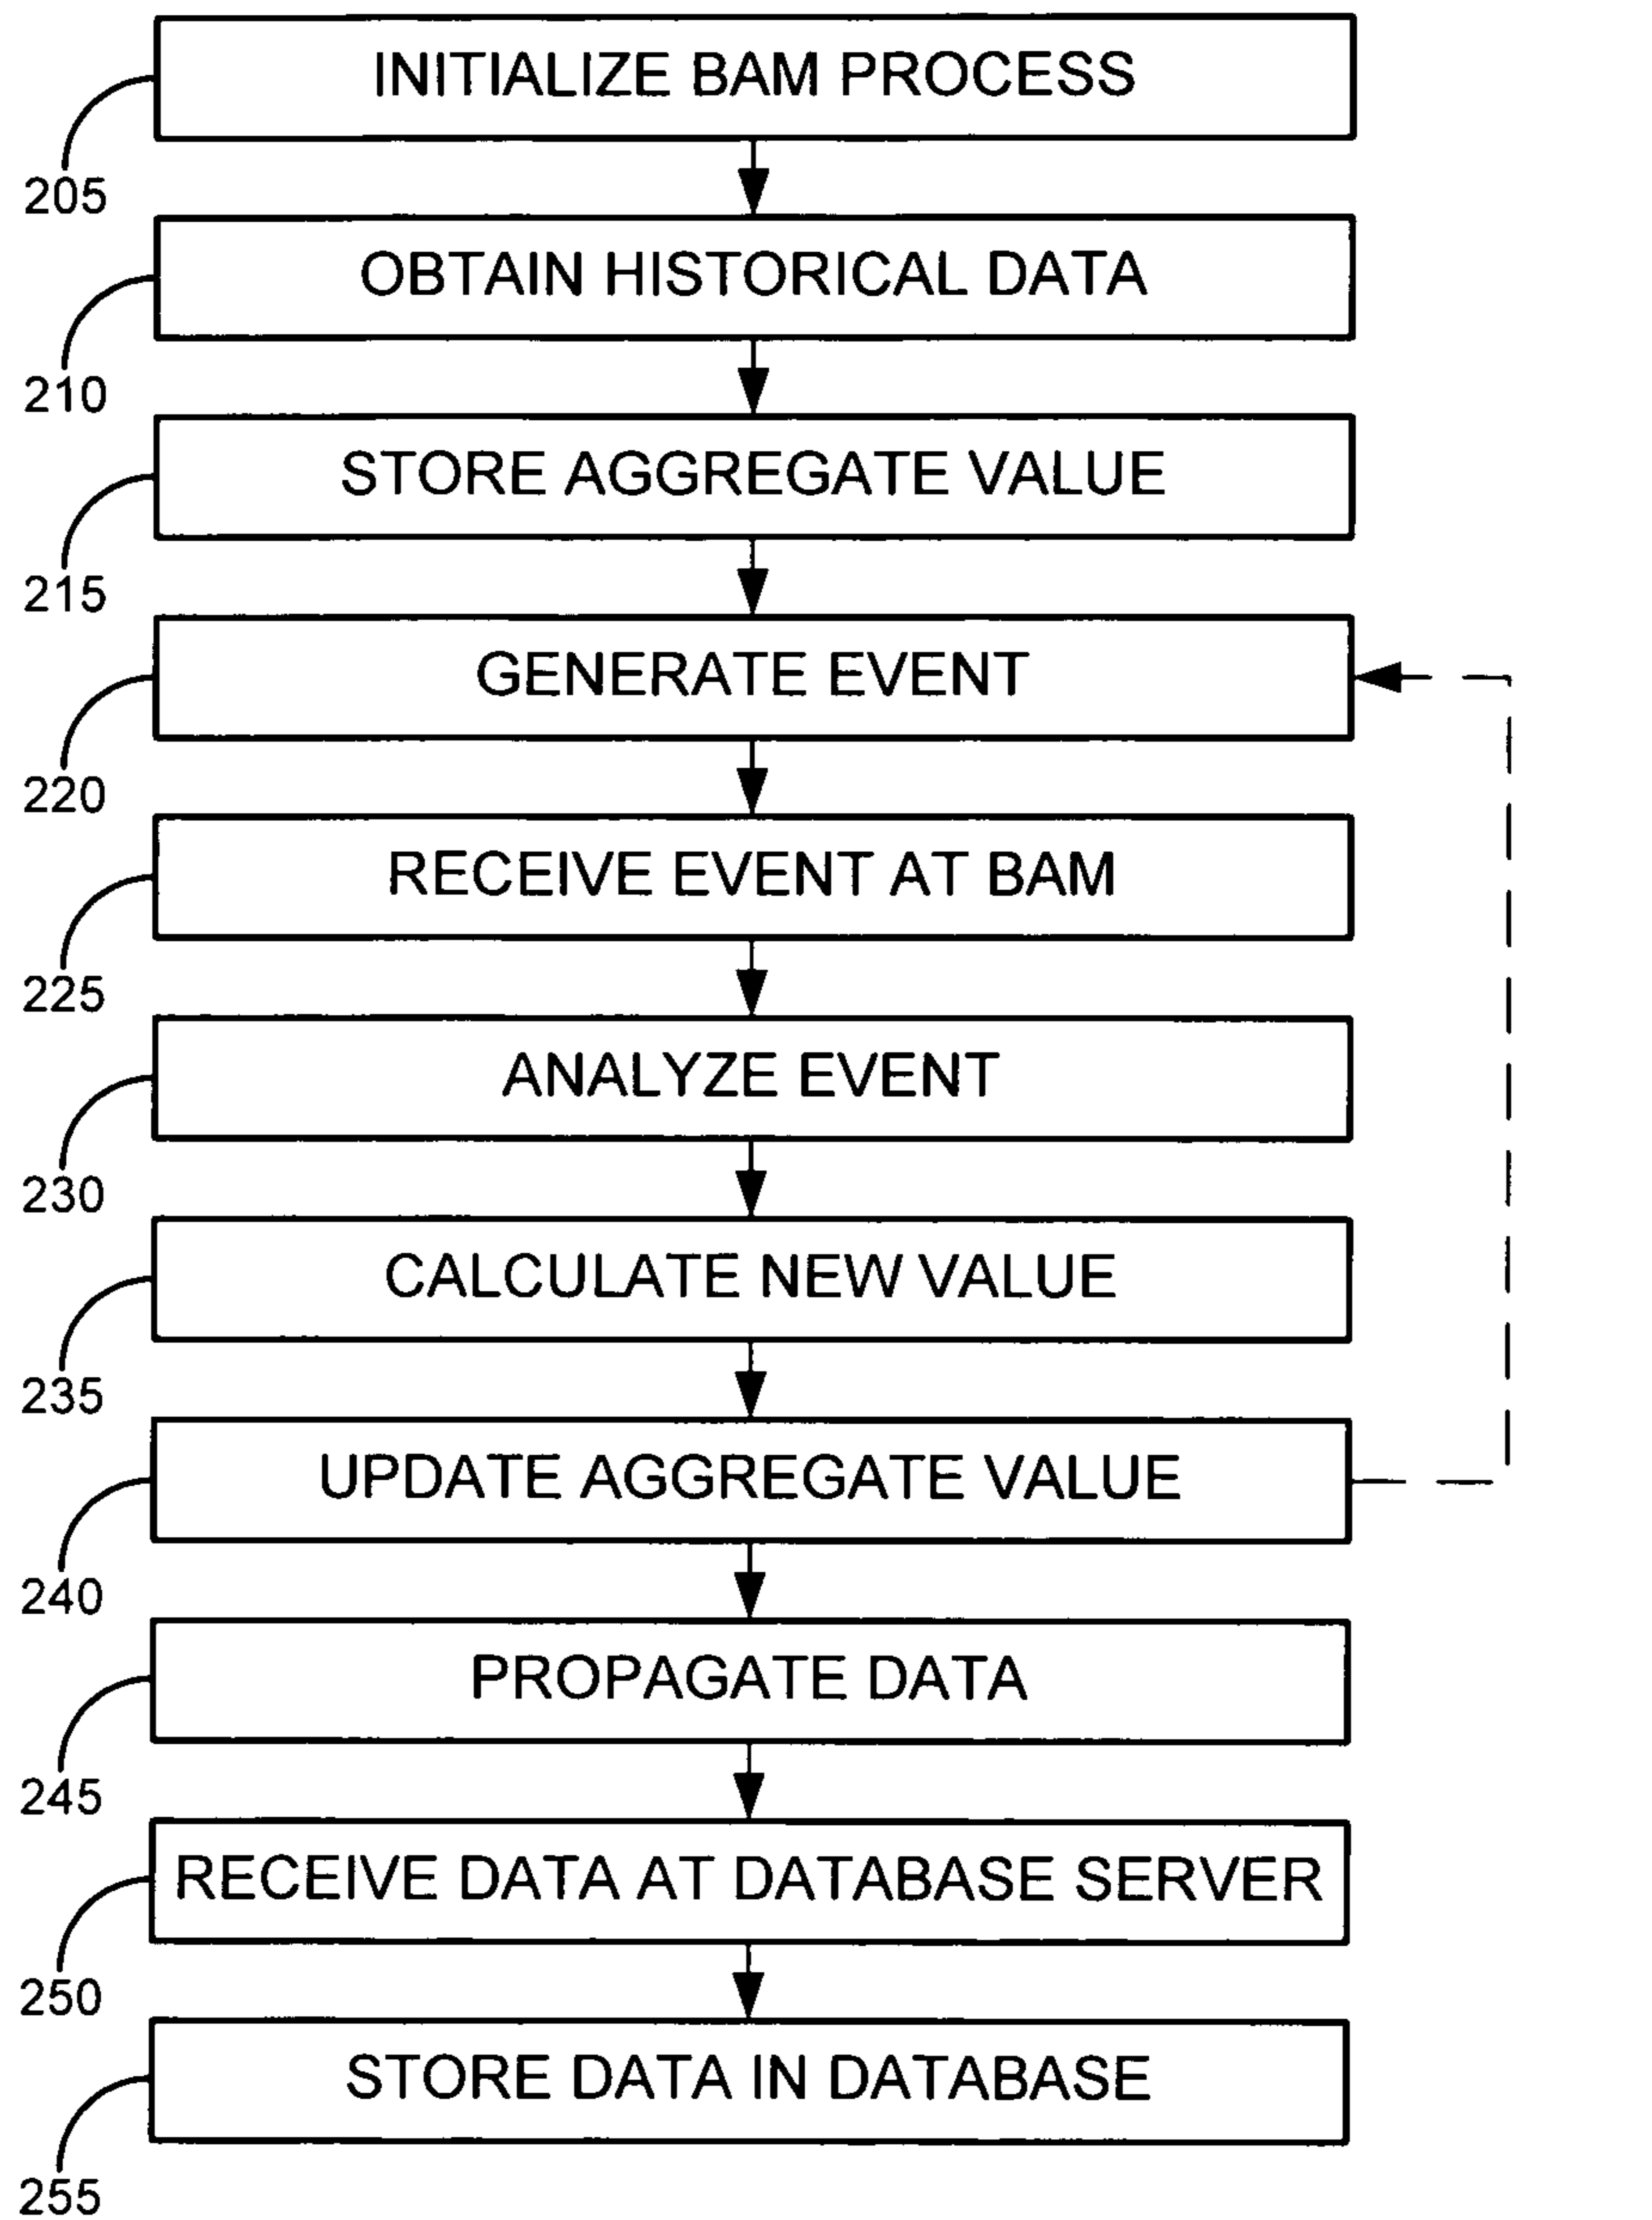 INITIALIZE BAM PROCESS
205
OBTAIN HISTORICAL DATA
210
STORE AGGREGATE VALUE
215
GENERATE EVENT
220
RECEIVE EVENT AT BAM
225
ANALYZE EVENT
230
CALCULATE NEW VALUE
235
UPDATE AGGREGATE VALUE
240
PROPAGATE DATA
245
RECEIVE DATA AT DATABASE SERVER
250
STORE DATA IN DATABASE
255